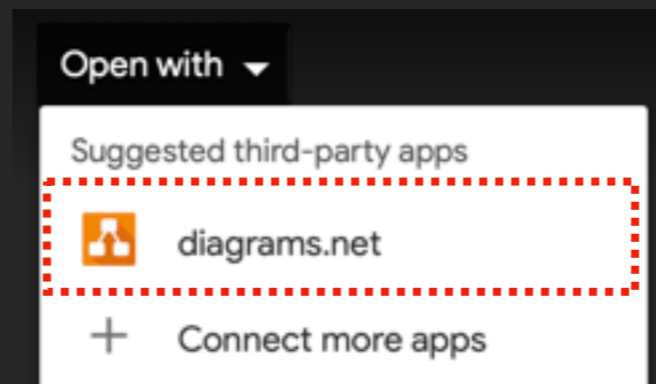 Open with
Suggested third-party apps
diagrams.net
Connect more apps